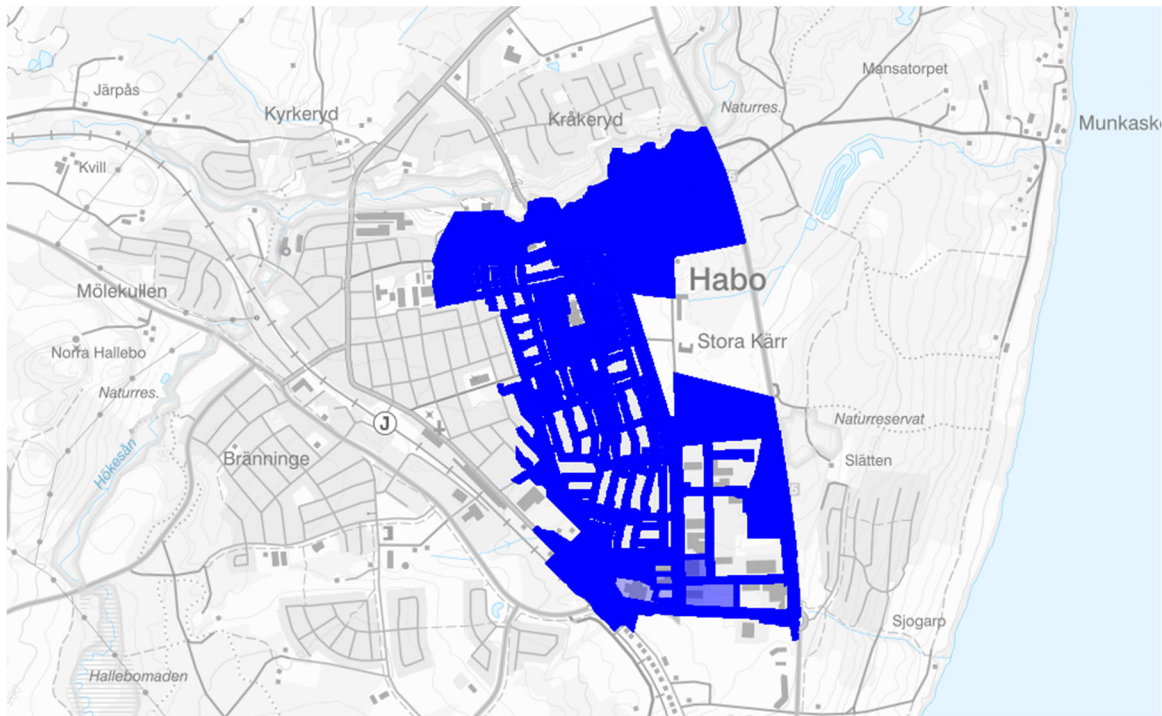 Järpås
Kyrkeryd
Kråkeryd
Mansatorpet
Naturres.
Munkask
Kvill
Mölekullen
Habo
Stora Kärr
Norra Hallebo
Naturres.
J
Naturreservat
Bränninge
Slätten
Hökesån
Sjogarp
Hallebomaden